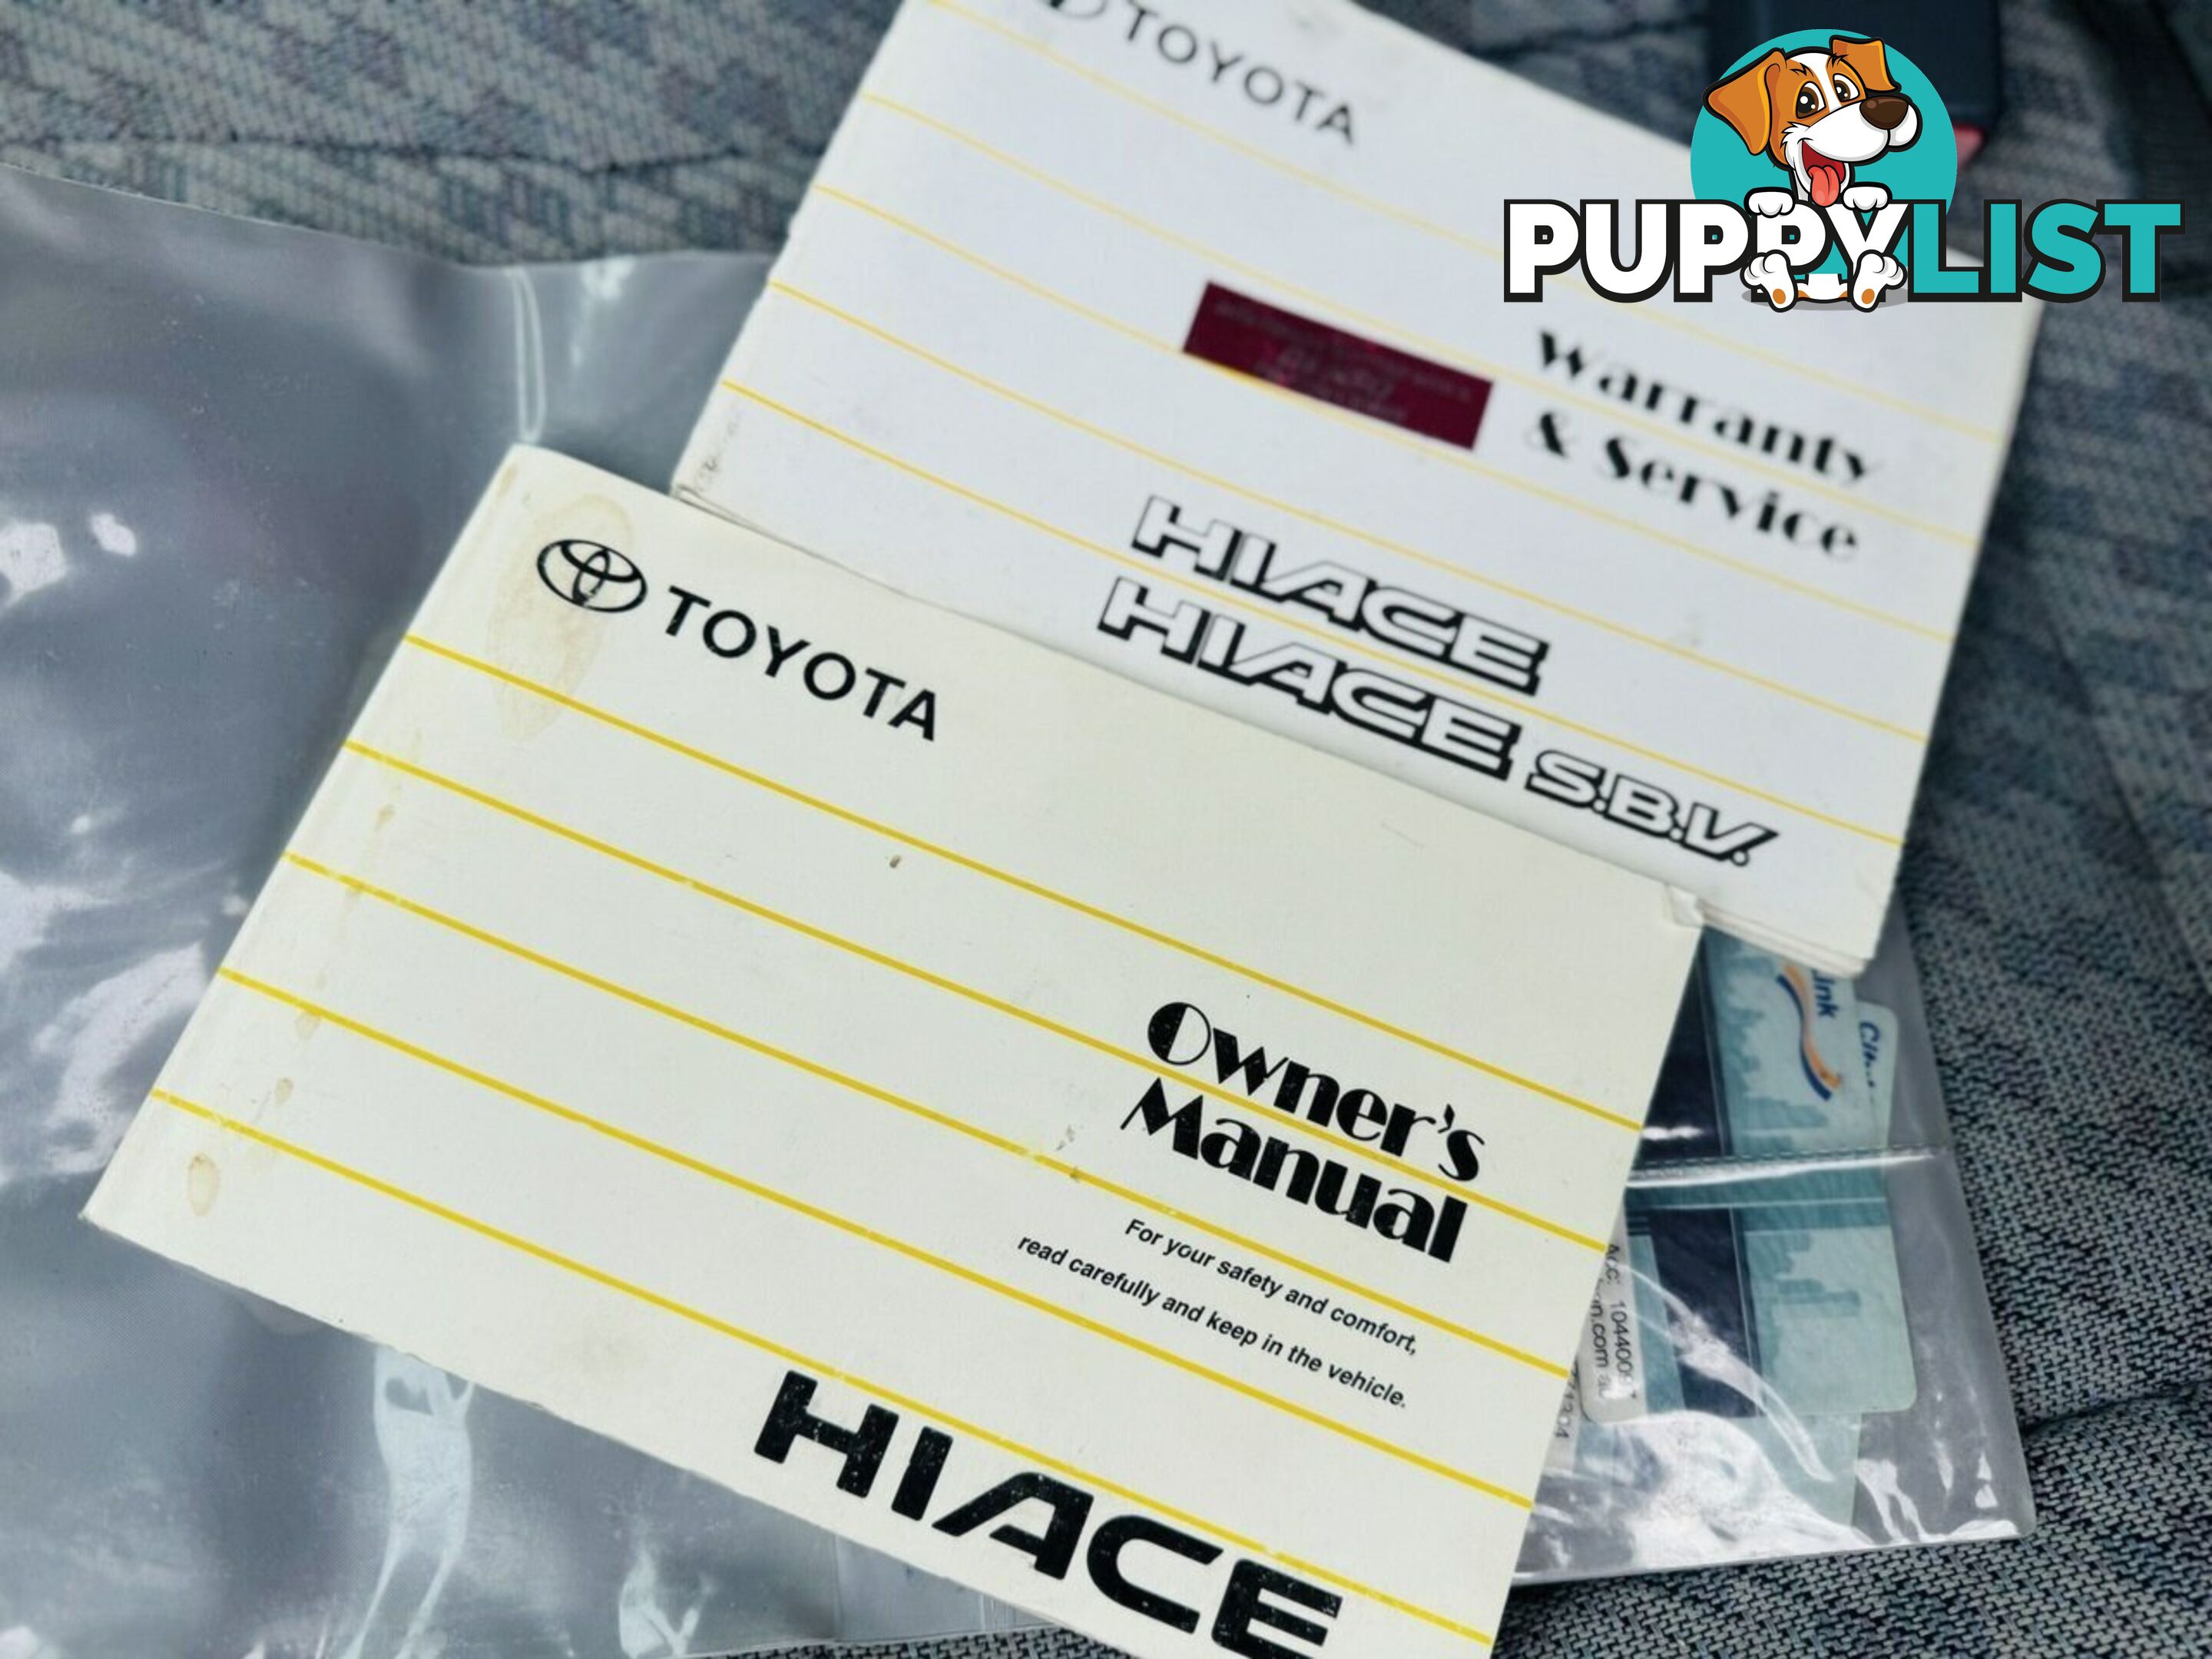 TOYOTA
PUPPYLIST
Warranty
& Service
HIACE
HIACE S.B.V.
TOYOTA
Owner's
Manual
For your safety and comfort,
read carefully and keep in the vehicle.
HIACE